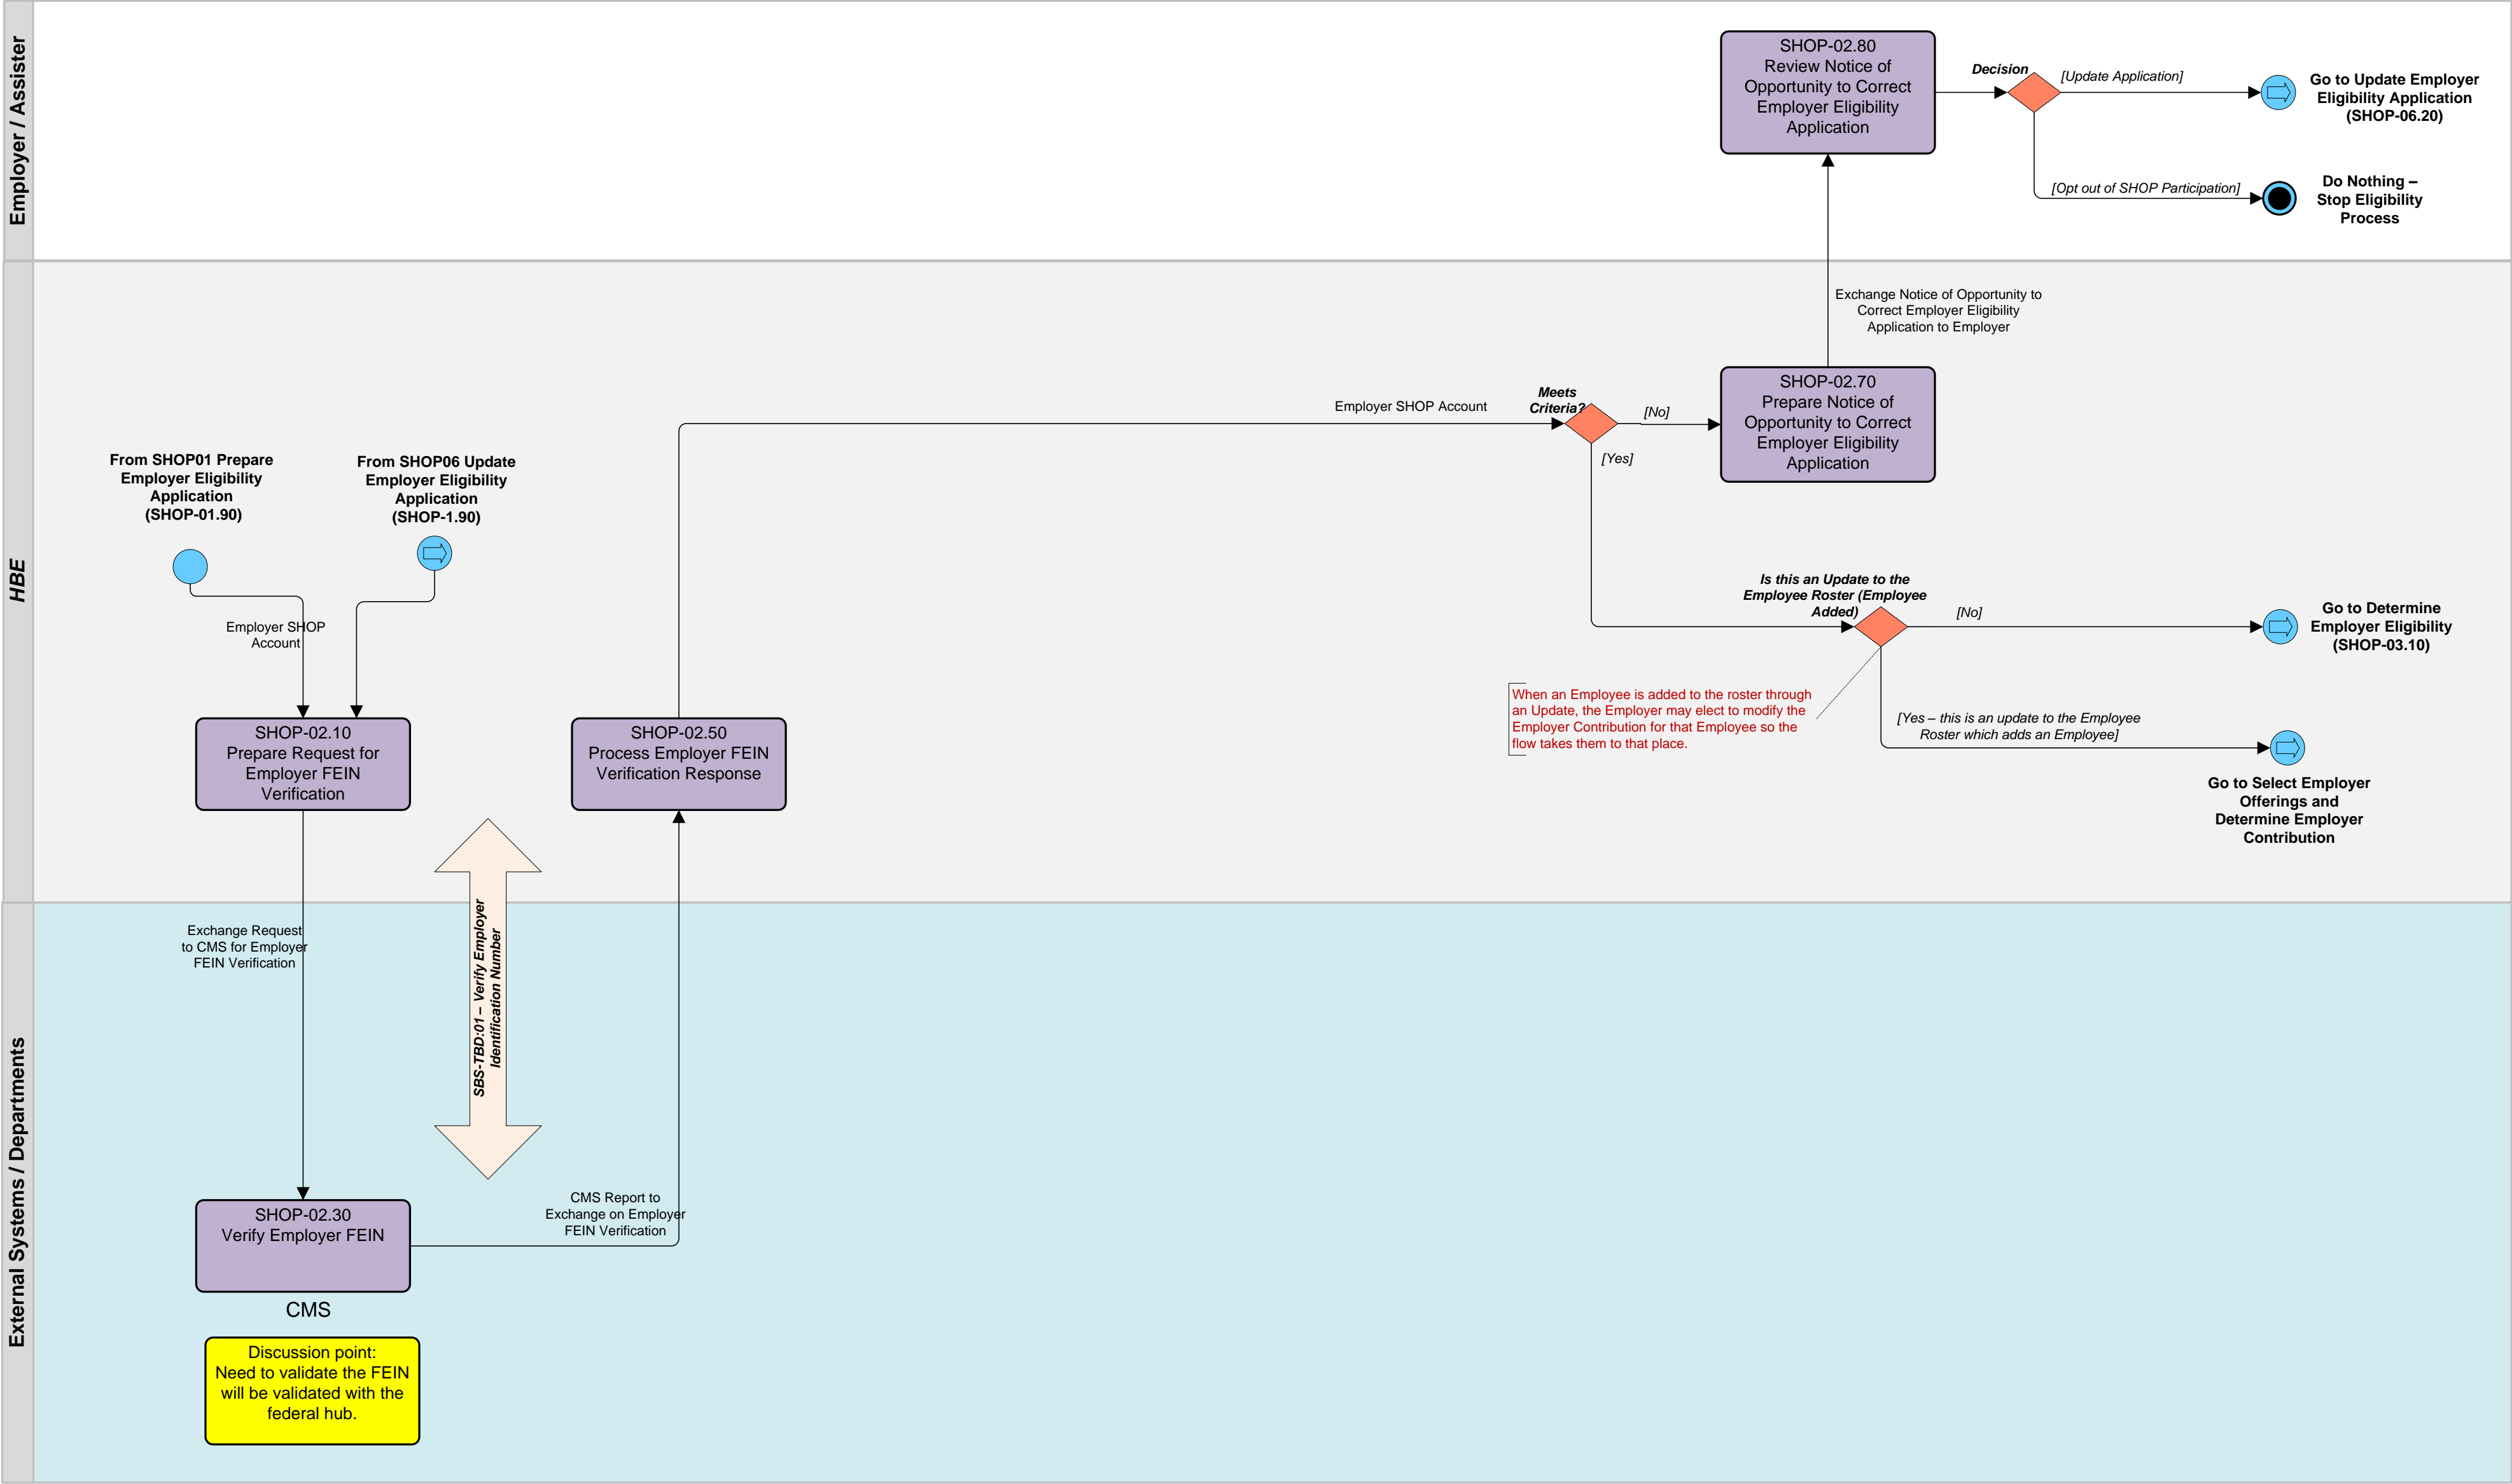 Employer / Assister
SHOP-02.80
Review Notice of
Opportunity to Correct
Employer Eligibility
Application
Decision
[Update Application]
Go to Update Employer
Eligibility Application
(SHOP-06.20)
[Opt out of SHOP Participation]
Do Nothing –
Stop Eligibility
Process
HBE
Exchange Notice of Opportunity to
Correct Employer Eligibility
Application to Employer
SHOP-02.70
Prepare Notice of
Opportunity to Correct
Employer Eligibility
Application
Employer SHOP Account
Meets
Criteria?
[No]
[Yes]
From SHOP01 Prepare
Employer Eligibility
Application
(SHOP-01.90)
From SHOP06 Update
Employer Eligibility
Application
(SHOP-1.90)
Employer SHOP
Account
Is this an Update to the
Employee Roster (Employee
Added)
[No]
Go to Determine
Employer Eligibility
(SHOP-03.10)
When an Employee is added to the roster through
an Update, the Employer may elect to modify the
Employer Contribution for that Employee so the
flow takes them to that place.
[Yes – this is an update to the Employee
Roster which adds an Employee]
Go to Select Employer
Offerings and
Determine Employer
Contribution
SHOP-02.10
Prepare Request for
Employer FEIN
Verification
SHOP-02.50
Process Employer FEIN
Verification Response
External Systems / Departments
Exchange Request
to CMS for Employer
FEIN Verification
SBS-TBD:01 – Verify Employer
Identification Number
CMS Report to
Exchange on Employer
FEIN Verification
SHOP-02.30
Verify Employer FEIN
CMS
Discussion point:
Need to validate the FEIN
will be validated with the
federal hub.